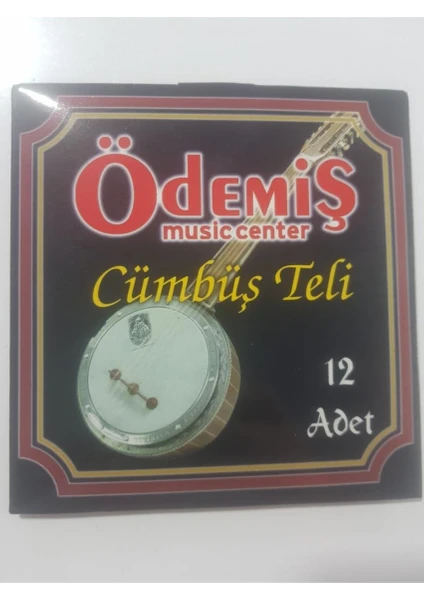 ÖdemiŞ
music center
Cümbüş Teli
12
Adet